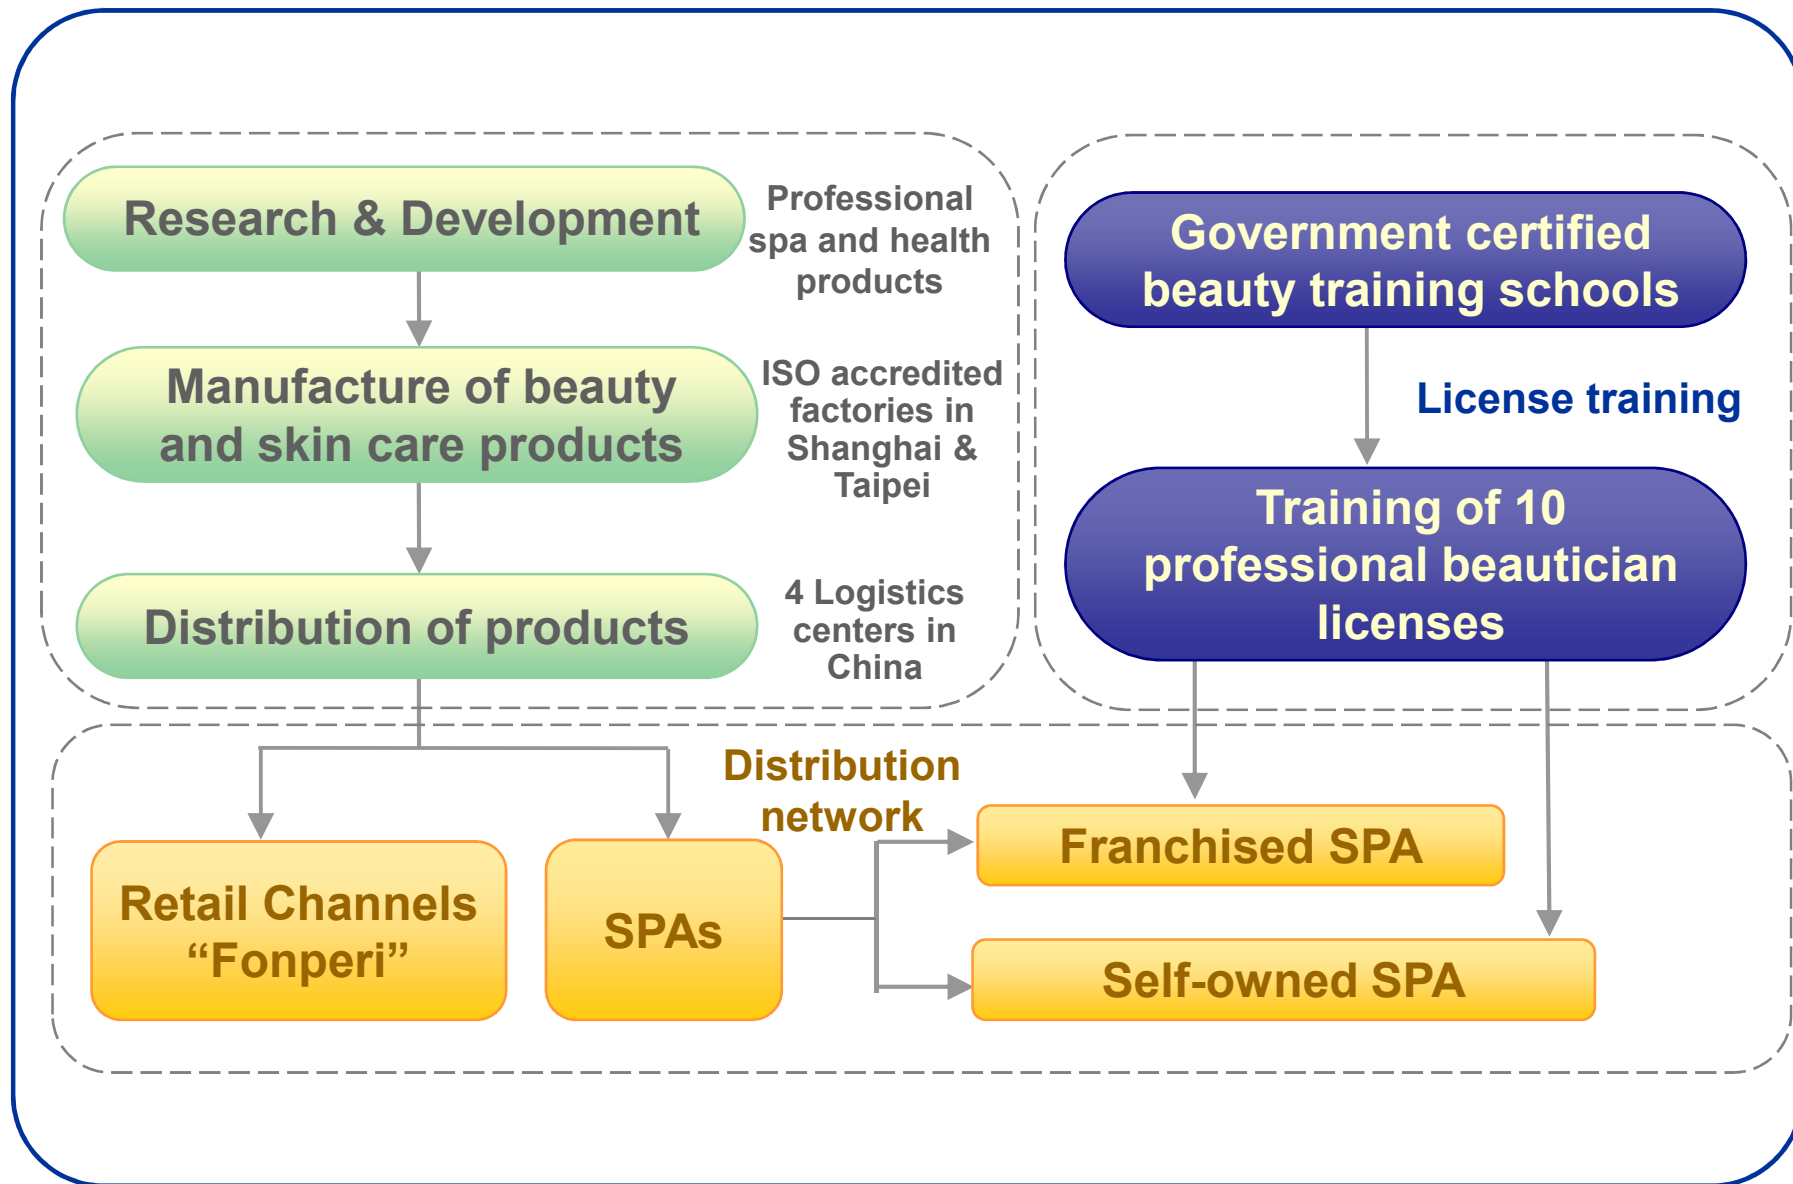 Research & Development
Professional
spa and health
products
Manufacture of beauty
and skin care products
ISO accredited
factories in
Shanghai &
Taipei
Distribution of products
4 Logistics
centers in
China
Government certified
beauty training schools
License training
Training of 10
professional beautician
licenses
Distribution
network
Retail Channels
“Fonperi”
SPAs
Franchised SPA
Self-owned SPA